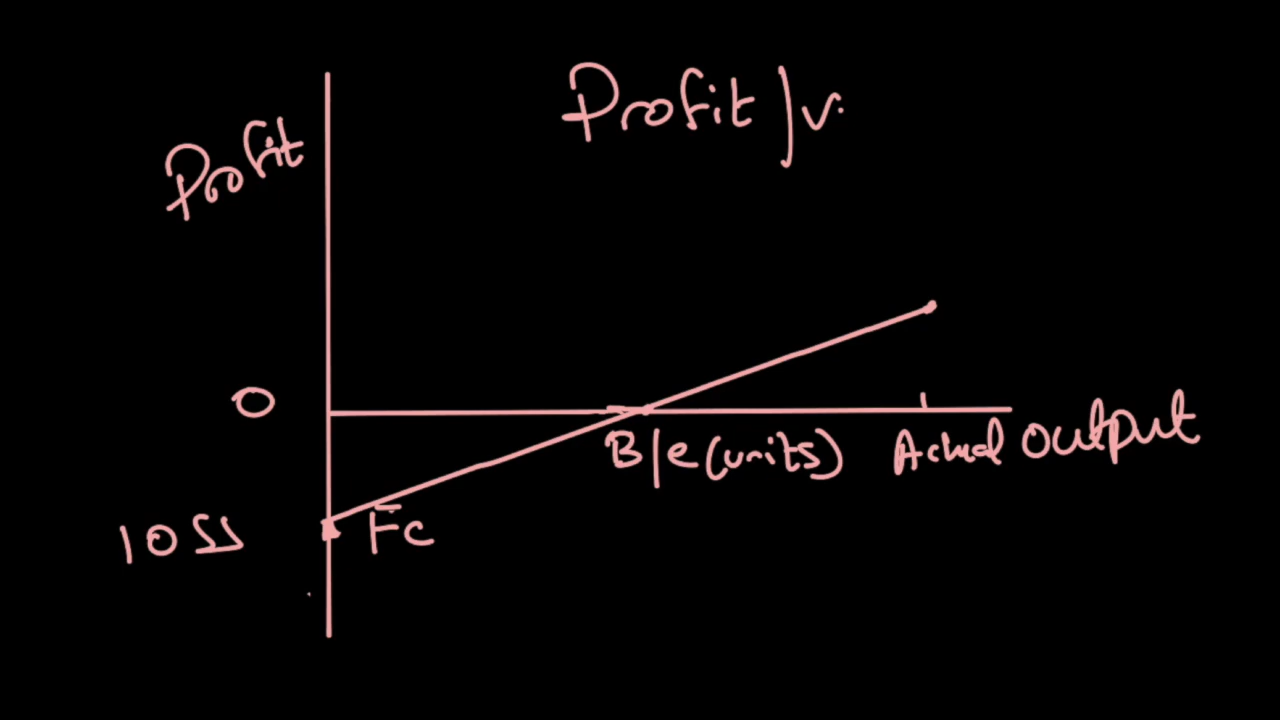 Profit/v.
Profit
0
B/e (units)
Actual output
loss
Fc